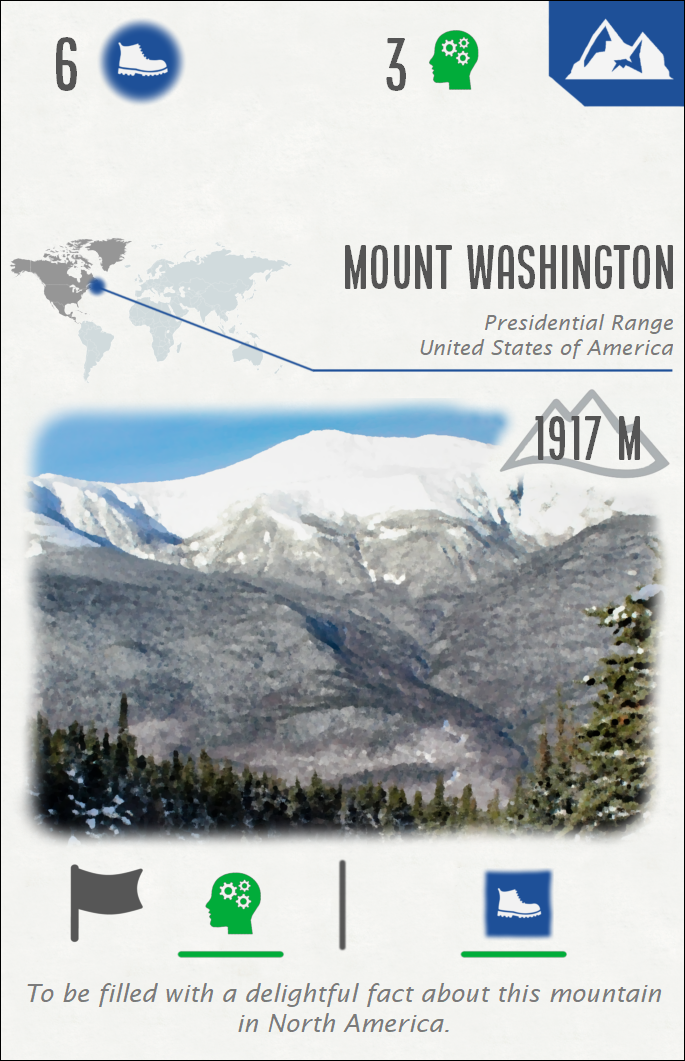 6
3
MOUNT WASHINGTON
Presidential Range
United States of America
1917 M
To be filled with a delightful fact about this mountain
in North America.